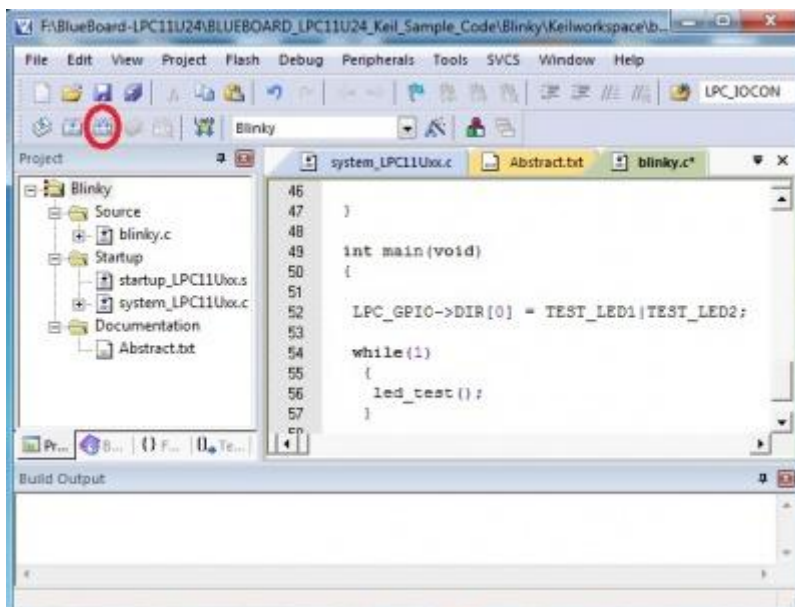 F:\BlueBoard-LPC11U24\BLUEBOARD_LPC11U24_Keil_Sample_Code\Blinky\Keilworkspace\b...
File Edit View Project Flash Debug Peripherals Tools SVCS Window Help
LPC_IOCON
Blinky
Project
system_LPC11Uxx.c Abstract.txt blinky.c*
Blinky
Source
blinky.c
Startup
startup_LPC11Uxx.s
system_LPC11Uxx.c
Documentation
Abstract.txt
46
47 }
48
49 int main(void)
50 {
51
52 LPC_GPIO->DIR[0] = TEST_LED1|TEST_LED2;
53
54 while(1)
55 {
56 led_test();
57 }
Pr... B... {} F... 0 Te...
Build Output